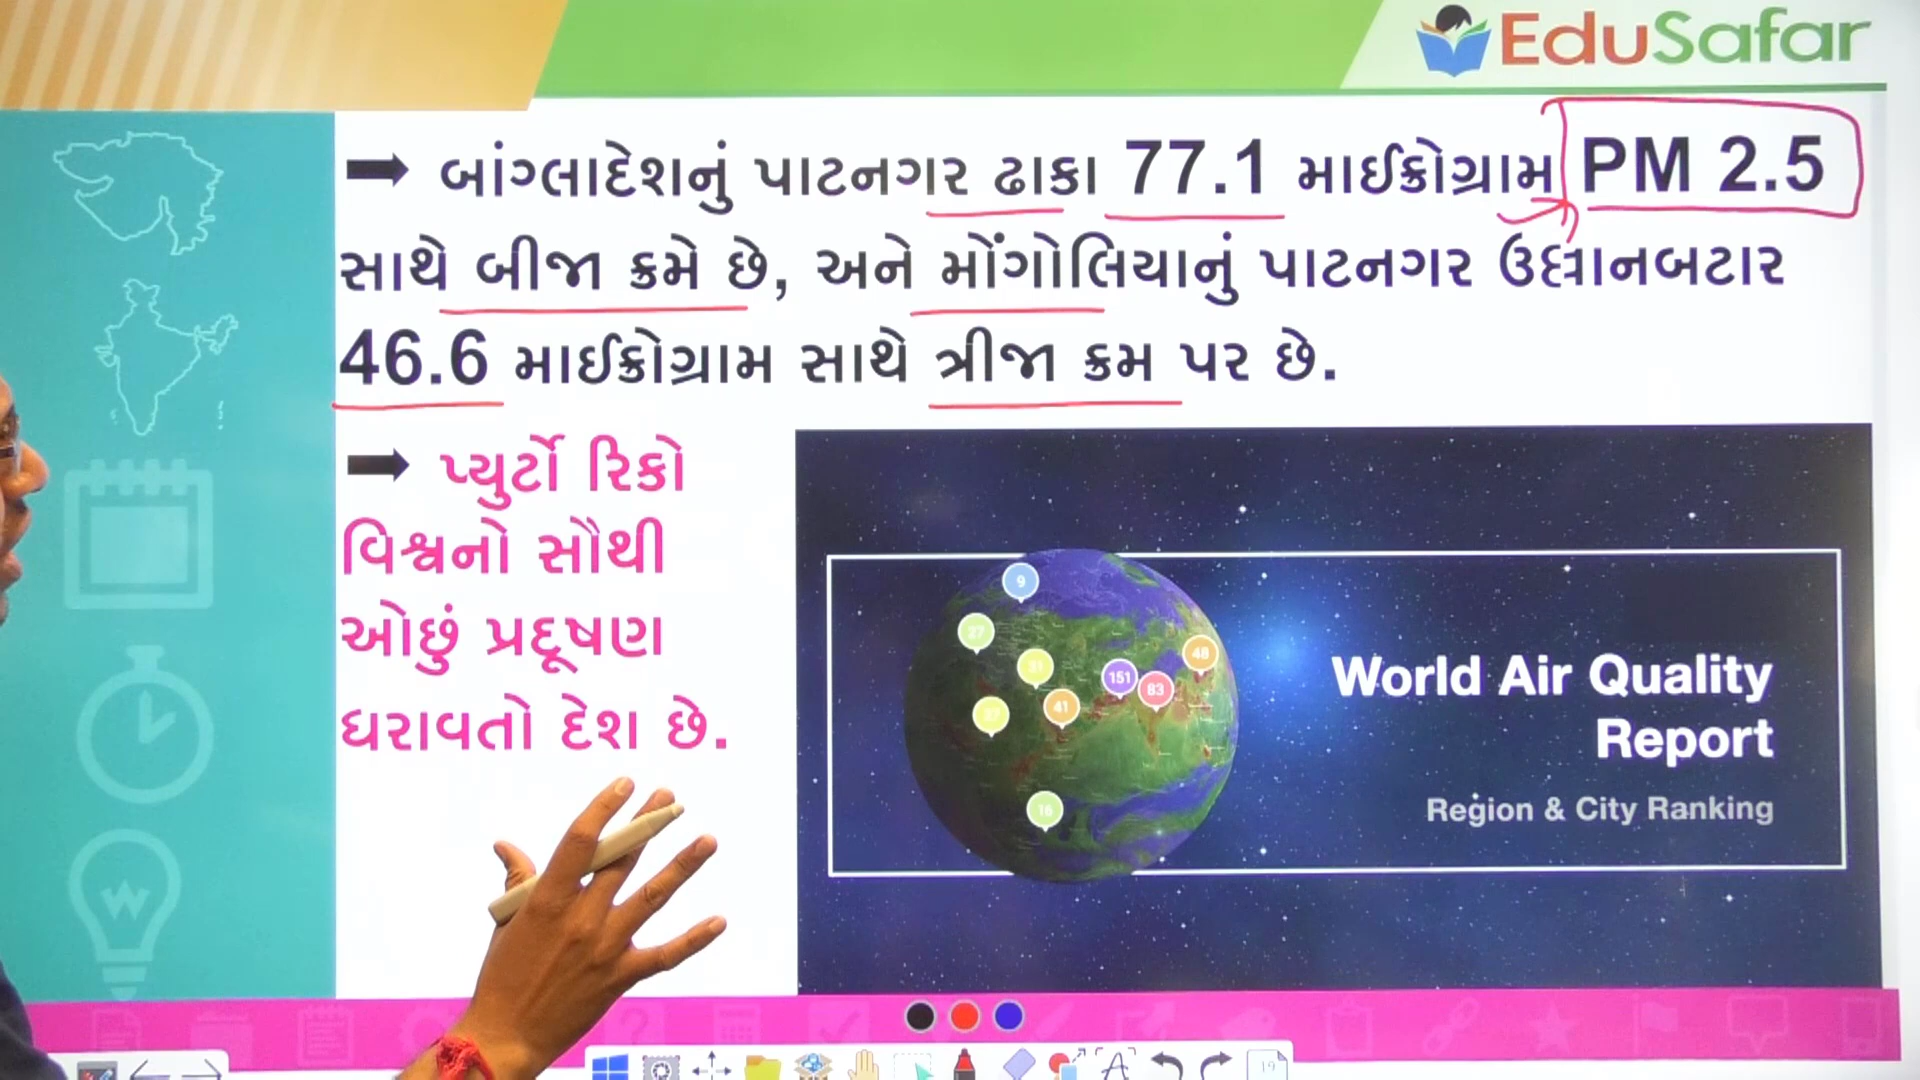 EduSafar
➡ બાંગ્લાદેશનું પાટનગર ઢાકા 77.1 માઈક્રોગ્રામ PM 2.5
સાથે બીજા ક્રમે છે, અને મોંગોલિયાનું પાટનગર ઉલાનબટાર
46.6 માઈક્રોગ્રામ સાથે ત્રીજા ક્રમ પર છે.
➡ પ્યુર્ટો રિકો
વિશ્વનો સૌથી
ઓછું પ્રદૂષણ
ધરાવતો દેશ છે.
9
27
31
151
48
83
41
16
World Air Quality
Report
Region & City Ranking
19